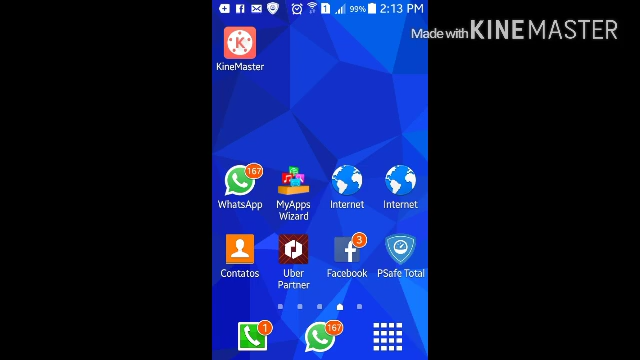 1 99% 2:13 PM
Made with KINEMASTER
K
KineMaster
167
WhatsApp
MyApps
Wizard
Internet
Internet
3
Contatos
Uber
Partner
Facebook
PSafe Total
1
167